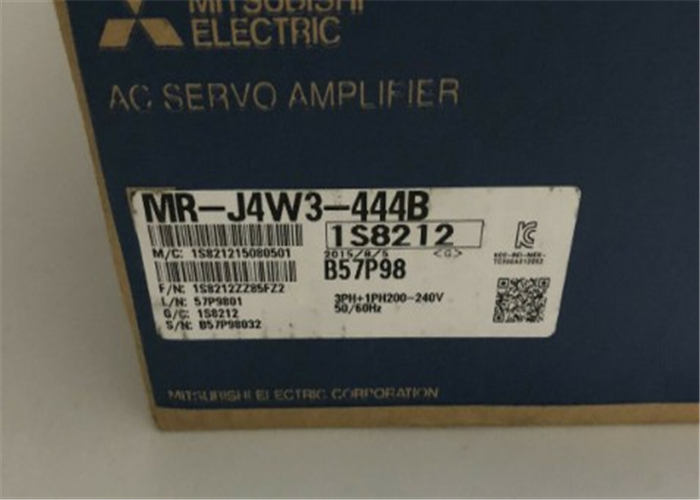 MITSUBISHI
ELECTRIC
AC SERVO AMPLIFIER
MR-J4W3-444B
1S8212
M/C: 1S821215080501
2015/8/5 <G>
B57P98
F/N: 1S8212ZZ85FZ2
L/N: 57P9801
G/C: 1S8212
S/N: B57P98032
3PH+1PH200-240V
50/60Hz
MITSUBISHI ELECTRIC CORPORATION